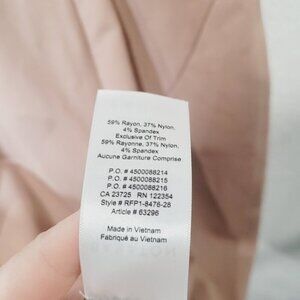 59% Rayon, 37% Nylon,
4% Spandex
Exclusive Of Trim
59% Rayonne, 37% Nylon,
4% Spandex
Aucune Garniture Comprise
P.O. # 4500088214
P.O. # 4500088215
P.O. # 4500088216
CA 23725 RN 122354
Style # RFP1-8476-28
Article # 63296
Made in Vietnam
Fabriqué au Vietnam